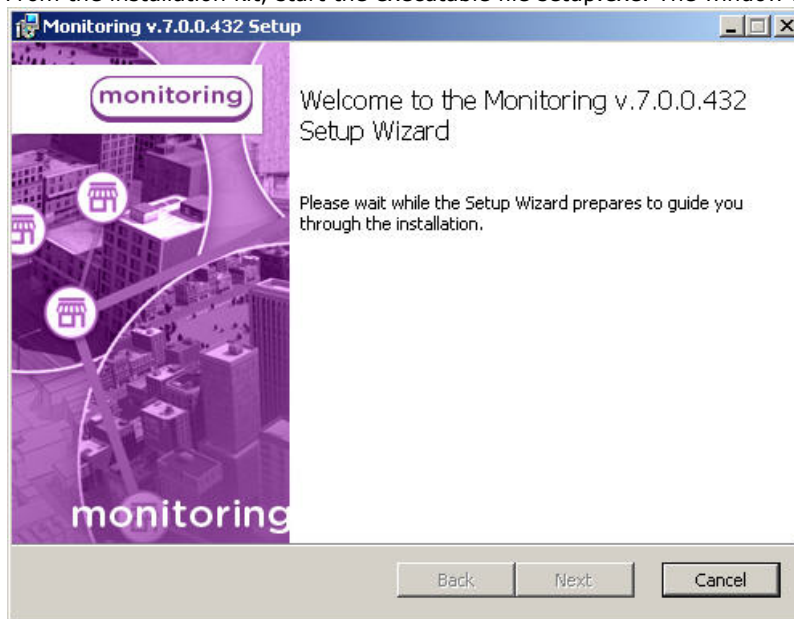 Monitoring v.7.0.0.432 Setup
monitoring
Welcome to the Monitoring v.7.0.0.432
Setup Wizard
Please wait while the Setup Wizard prepares to guide you
through the installation.
monitoring
Back
Next
Cancel